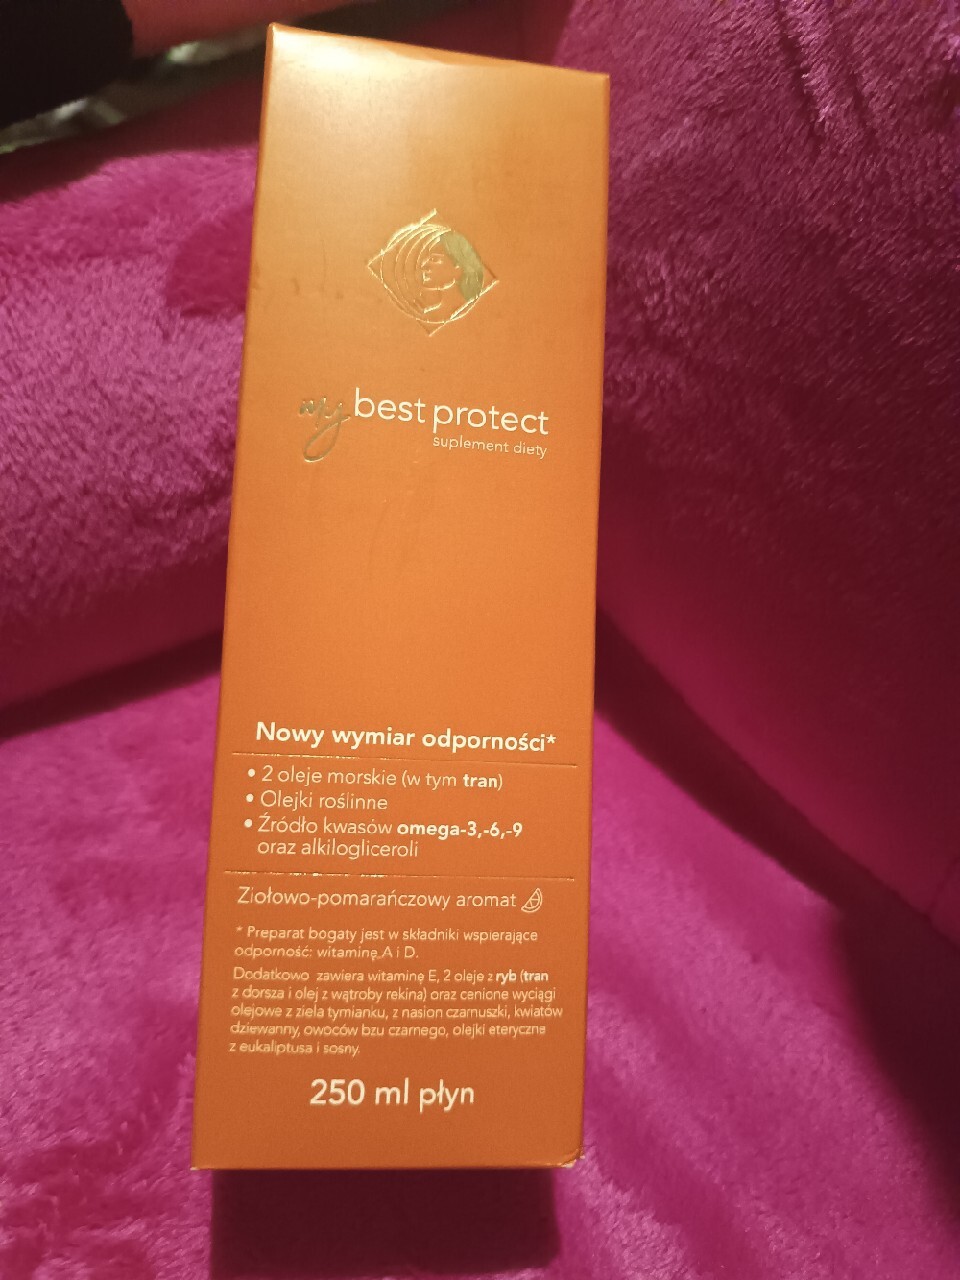 my best protect
suplement diety
Nowy wymiar odporności*
• 2 oleje morskie (w tym tran)
• Olejki roślinne
• Źródło kwasów omega-3,-6,-9
oraz alkilogliceroli
Ziołowo-pomarańczowy aromat
* Preparat bogaty jest w składniki wspierające
odporność: witaminę A i D.
Dodatkowo zawiera witaminę E, 2 oleje z ryb (tran
z dorsza i olej z wątroby rekina) oraz cenione wyciągi
olejowe z ziela tymianku, z nasion czarnuszki, kwiatów
dziewanny, owoców bzu czarnego, olejki eteryczne
z eukaliptusa i sosny.
250 ml płyn